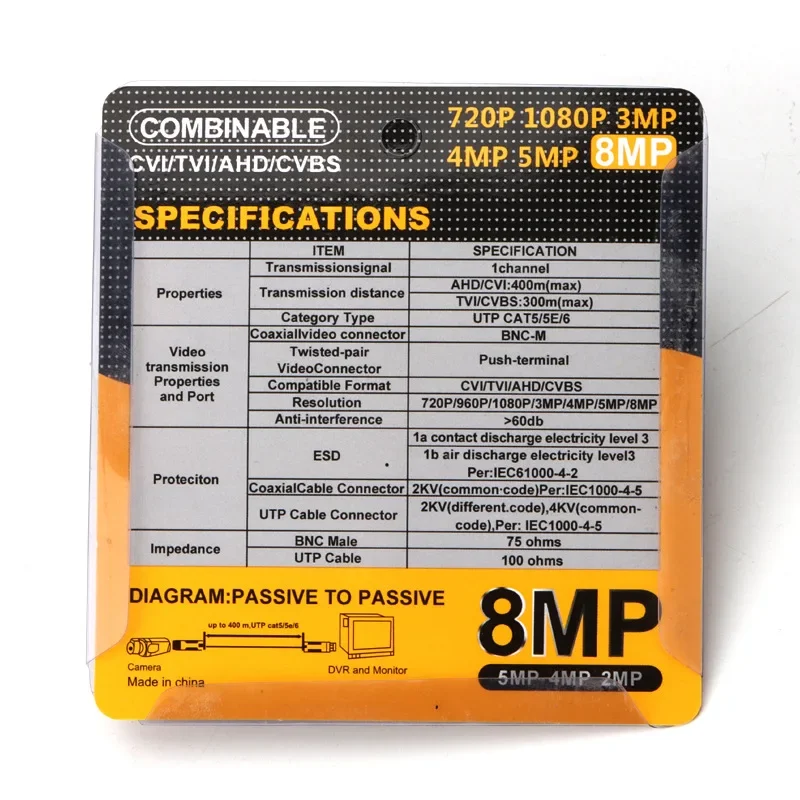 COMBINABLE
CVI/TVI/AHD/CVBS
720P 1080P 3MP
4MP 5MP 8MP
SPECIFICATIONS
ITEM SPECIFICATION
Properties
Transmissionsignal 1channel
Transmission distance AHD/CVI:400m(max)
TVI/CVBS:300m(max)
Category Type UTP CAT5/5E/6
Video
transmission
Properties
and Port
Coaxiallvideo connector BNC-M
Twisted-pair
VideoConnector
Push-terminal
Compatible Format CVI/TVI/AHD/CVBS
Resolution 720P/960P/1080P/3MP/4MP/5MP/8MP
Anti-interference >60db
Proteciton
ESD
1a contact discharge electricity level 3
1b air discharge electricity level3
Per:IEC61000-4-2
CoaxialCable Connector 2KV(common·code)Per:IEC1000-4-5
UTP Cable Connector
2KV(different.code),4KV(common-
code),Per: IEC1000-4-5
Impedance
BNC Male 75 ohms
UTP Cable 100 ohms
DIAGRAM:PASSIVE TO PASSIVE
up to 400 m,UTP cat5/5e/6
Camera
DVR and Monitor
Made in china
8MP
5MP 4MP 2MP